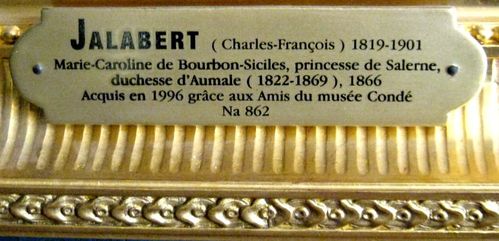 JALABERT ( Charles-François ) 1819-1901
Marie-Caroline de Bourbon-Siciles, princesse de Salerne,
duchesse d'Aumale ( 1822-1869 ), 1866
Acquis en 1996 grâce aux Amis du musée Condé
Na 862